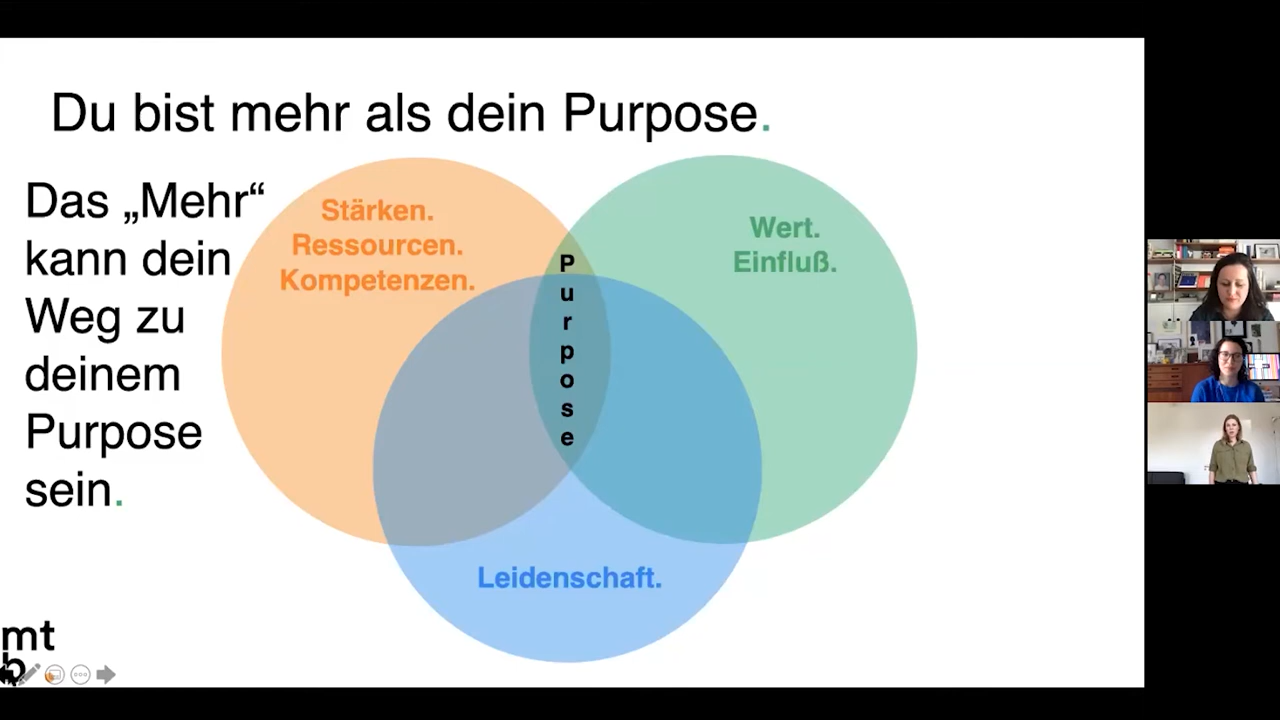 Du bist mehr als dein Purpose.
Das „Mehr“
kann dein
Weg zu
deinem
Purpose
sein.
Stärken.
Ressourcen.
Kompetenzen.
Wert.
Einfluß.
Purpose
Leidenschaft.
mt
b